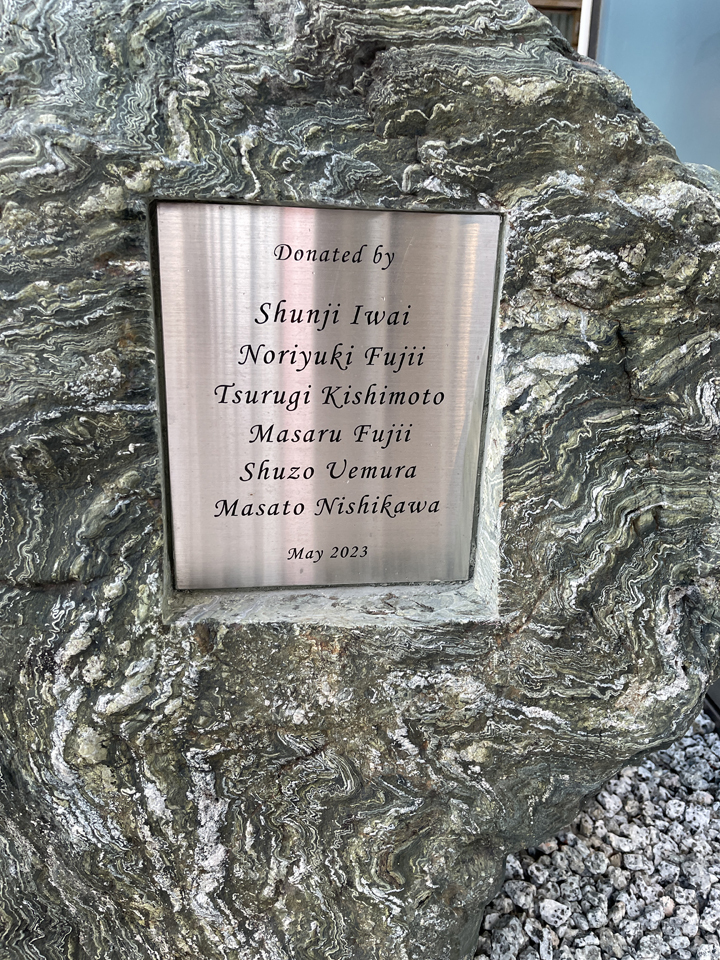 Donated by
Shunji Iwai
Noriyuki Fujii
Tsurugi Kishimoto
Masaru Fujii
Shuzo Uemura
Masato Nishikawa
May 2023